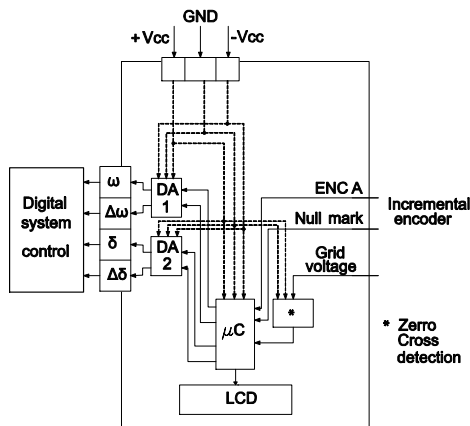 GND
+Vcc
-Vcc
ω
Δω
δ
Δδ
DA
1
DA
2
Digital
system
control
ENC A
Null mark
Incremental
encoder
Grid
voltage
*
μC
* Zerro
Cross
detection
LCD